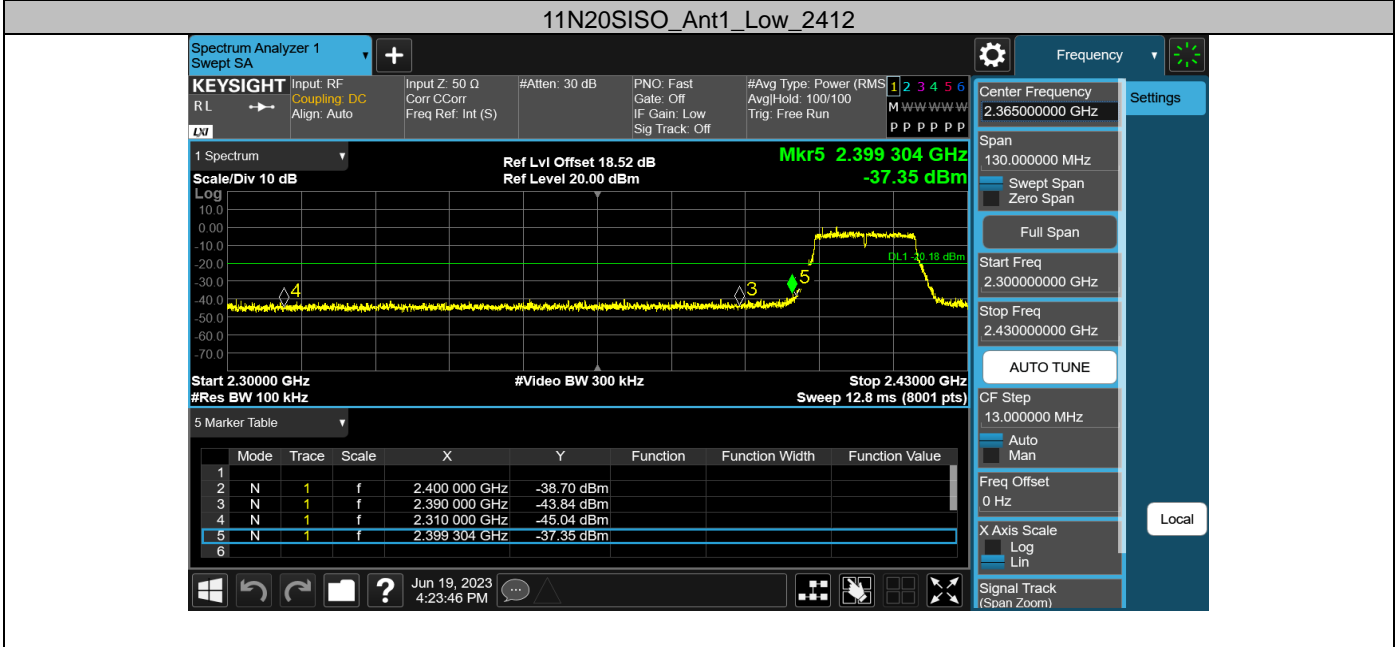 11N20SISO_Ant1_Low_2412
Spectrum Analyzer 1
Swept SA
Frequency
KEYSIGHT
RL
LXI
Input: RF
Coupling: DC
Align: Auto
Input Z: 50 Ω
Corr CCorr
Freq Ref: Int (S)
#Atten: 30 dB
PNO: Fast
Gate: Off
IF Gain: Low
Sig Track: Off
#Avg Type: Power (RMS
Avg|Hold: 100/100
Trig: Free Run
1 2 3 4 5 6
M W W W W W
P P P P P P
Center Frequency
2.365000000 GHz
Settings
Span
130.000000 MHz
Swept Span
Zero Span
Full Span
Start Freq
2.300000000 GHz
Stop Freq
2.430000000 GHz
AUTO TUNE
CF Step
13.000000 MHz
Auto
Man
Freq Offset
0 Hz
X Axis Scale
Log
Lin
Signal Track
(Span Zoom)
Local
1 Spectrum
Scale/Div 10 dB
Ref Lvl Offset 18.52 dB
Ref Level 20.00 dBm
Mkr5 2.399 304 GHz
-37.35 dBm
Log
10.0
0.00
-10.0
-20.0
-30.0
-40.0
-50.0
-60.0
-70.0
DL1 -20.18 dBm
4
3
5
Start 2.30000 GHz
#Video BW 300 kHz
Stop 2.43000 GHz
#Res BW 100 kHz
Sweep 12.8 ms (8001 pts)
5 Marker Table
Mode Trace Scale X Y Function Function Width Function Value
1
2 N 1 f 2.400 000 GHz -38.70 dBm
3 N 1 f 2.390 000 GHz -43.84 dBm
4 N 1 f 2.310 000 GHz -45.04 dBm
5 N 1 f 2.399 304 GHz -37.35 dBm
6
Jun 19, 2023
4:23:46 PM